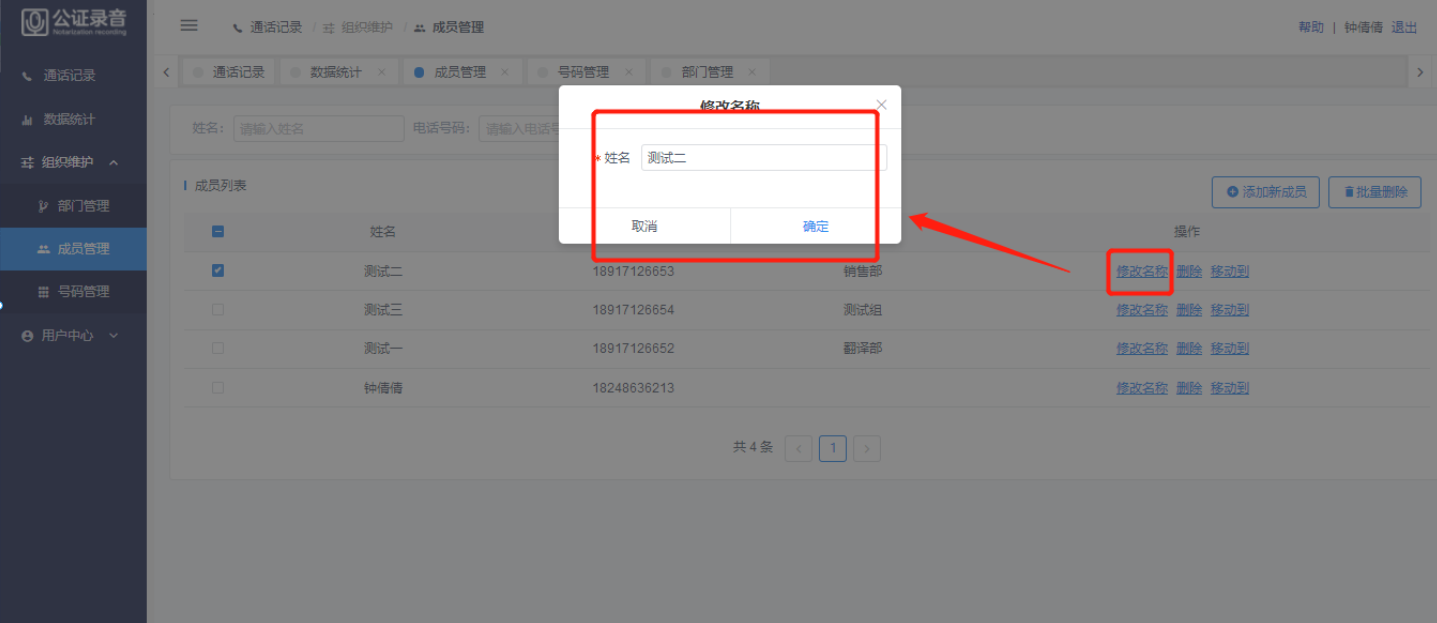 公证录音
Notarization recording
通话记录 / 组织维护 / 成员管理
帮助 | 钟倩倩 退出
通话记录
数据统计
组织维护
部门管理
成员管理
号码管理
用户中心
通话记录 数据统计 × 成员管理 × 号码管理 × 部门管理 ×
姓名： 请输入姓名 电话号码： 请输入电话号
修改名称
* 姓名 测试二
取消 确定
成员列表
添加新成员 批量删除
姓名 操作
测试二 18917126653 销售部 修改名称 删除 移动到
测试三 18917126654 测试组 修改名称 删除 移动到
测试一 18917126652 翻译部 修改名称 删除 移动到
钟倩倩 18248636213 修改名称 删除 移动到
共 4 条 < 1 >